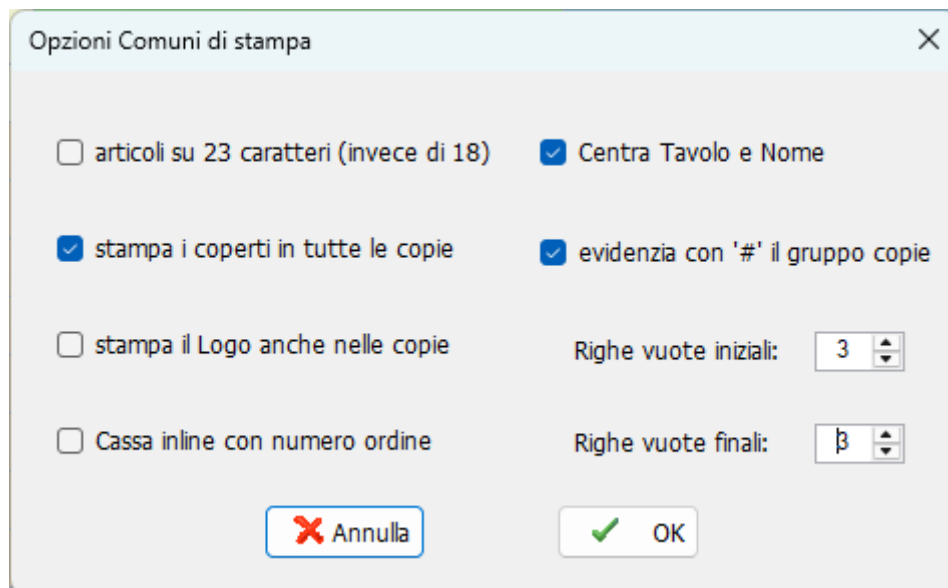 Opzioni Comuni di stampa
articoli su 23 caratteri (invece di 18)
Centra Tavolo e Nome
stampa i coperti in tutte le copie
evidenzia con '#' il gruppo copie
stampa il Logo anche nelle copie
Righe vuote iniziali: 3
Cassa inline con numero ordine
Righe vuote finali: 3
Annulla
OK